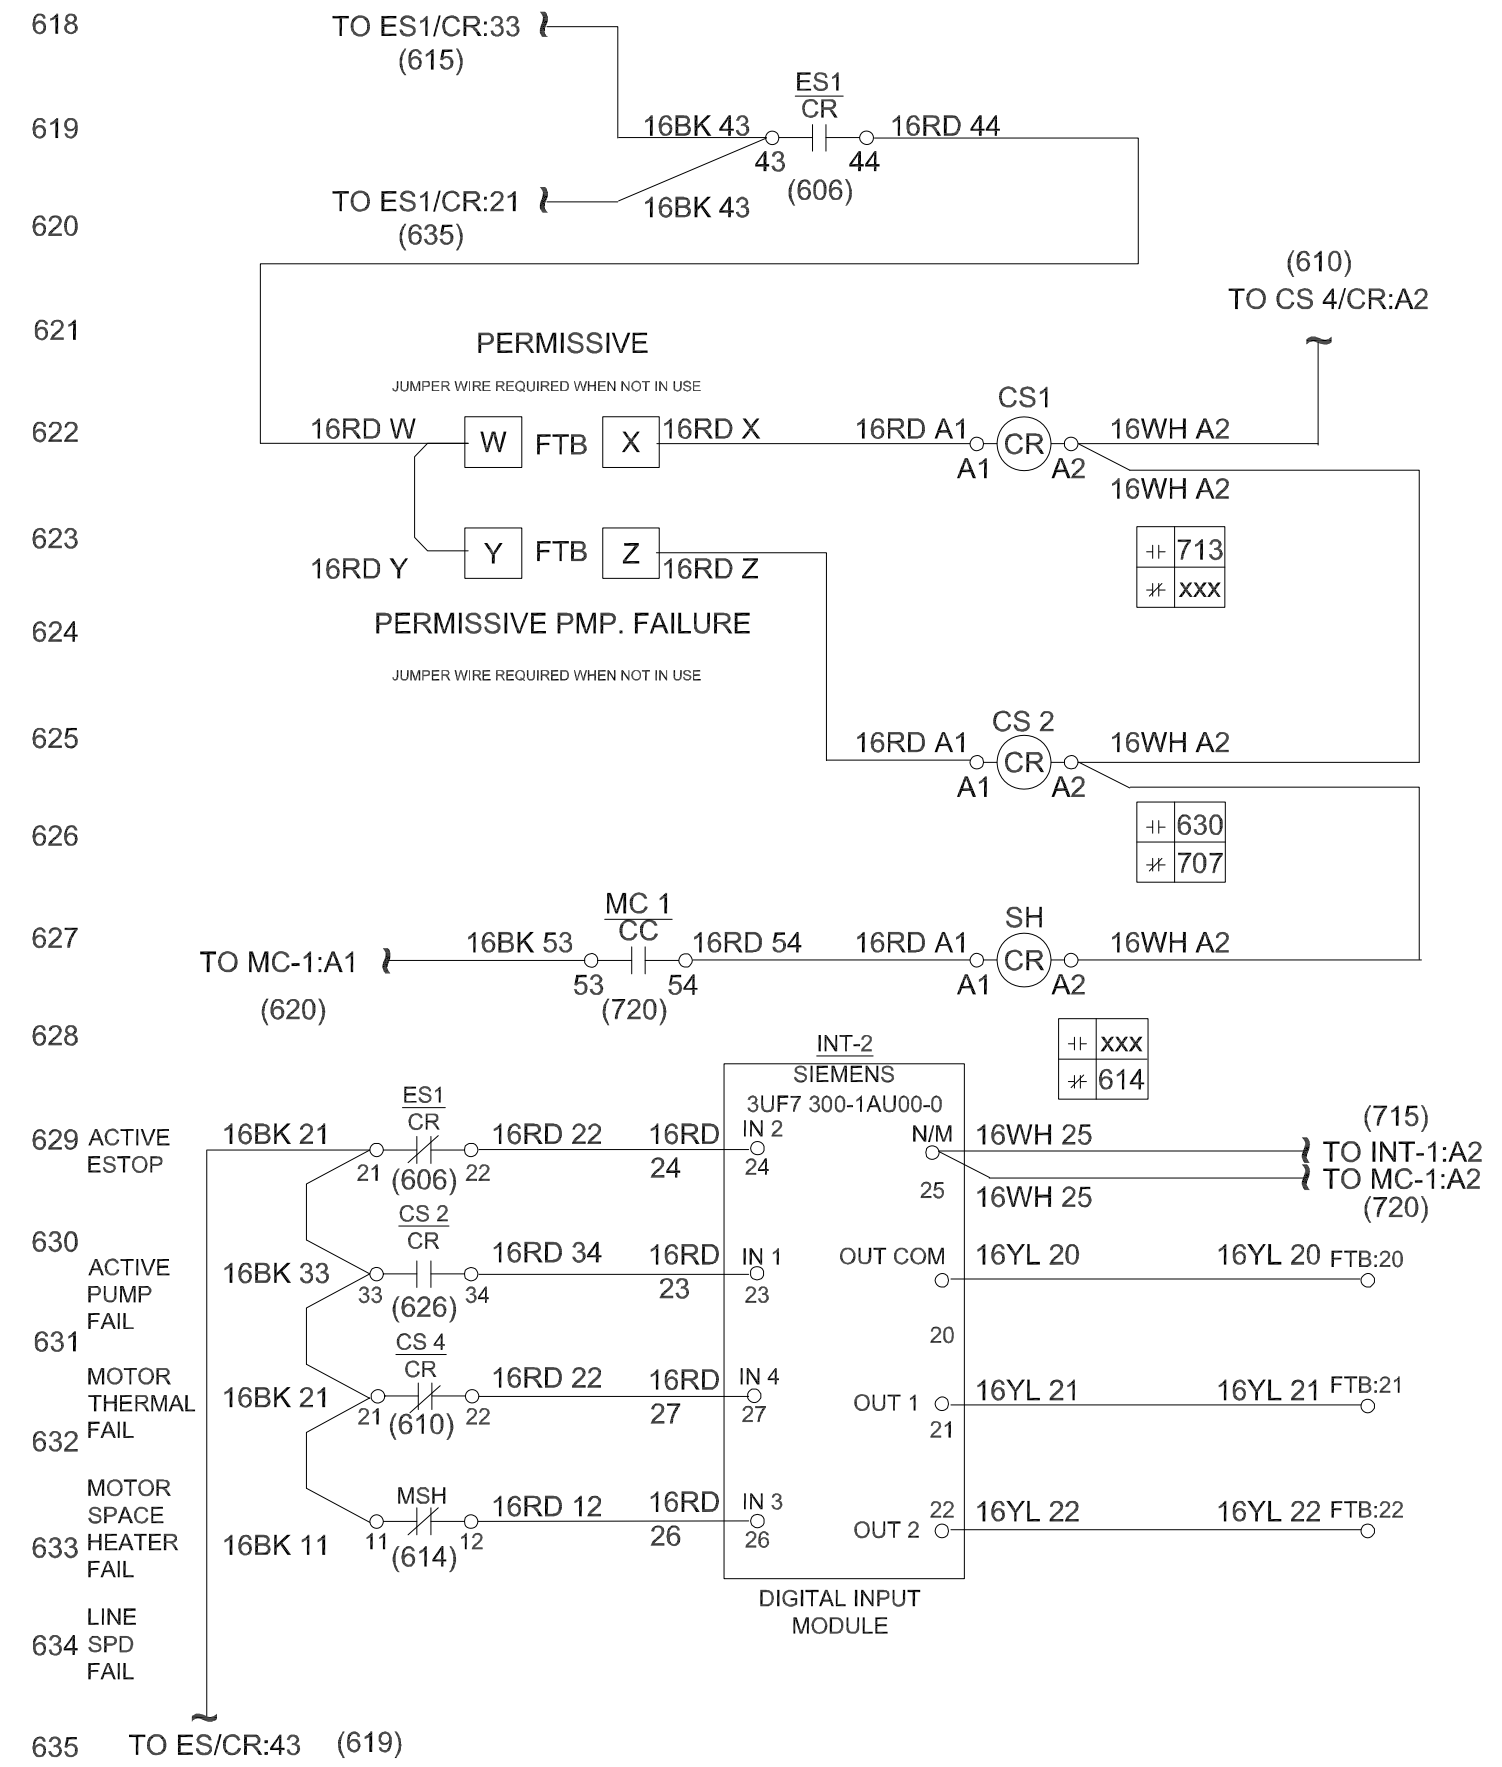 618
TO ES1/CR:33
(615)
ES1
CR
619
16BK 43
16RD 44
43
44
(606)
TO ES1/CR:21
16BK 43
620
(635)
(610)
TO CS 4/CR:A2
621
PERMISSIVE
JUMPER WIRE REQUIRED WHEN NOT IN USE
CS1
622
16RD W
W
FTB
X
16RD X
16RD A1
CR
16WH A2
A1
A2
16WH A2
623
16RD Y
Y
FTB
Z
16RD Z
713
xxx
624
PERMISSIVE PMP. FAILURE
JUMPER WIRE REQUIRED WHEN NOT IN USE
CS 2
625
16RD A1
CR
16WH A2
A1
A2
626
630
707
MC 1
CC
SH
627
TO MC-1:A1
16BK 53
16RD 54
16RD A1
CR
16WH A2
53
54
A1
A2
(620)
(720)
628
INT-2
xxx
614
SIEMENS
3UF7 300-1AU00-0
ES1
CR
629
ACTIVE
ESTOP
16BK 21
16RD 22
16RD
24
IN 2
24
21
(606)
22
N/M
25
16WH 25
16WH 25
(715)
TO INT-1:A2
TO MC-1:A2
(720)
CS 2
CR
630
ACTIVE
PUMP
FAIL
16BK 33
16RD 34
16RD
23
IN 1
23
33
(626)
34
OUT COM
20
16YL 20
16YL 20
FTB:20
631
CS 4
CR
MOTOR
THERMAL
FAIL
16BK 21
16RD 22
16RD
27
IN 4
27
21
(610)
22
OUT 1
21
16YL 21
16YL 21
FTB:21
632
MOTOR
SPACE
HEATER
FAIL
MSH
16RD 12
16RD
26
IN 3
26
633
16BK 11
11
(614)
12
22
OUT 2
16YL 22
16YL 22
FTB:22
DIGITAL INPUT
MODULE
634
LINE
SPD
FAIL
635
TO ES/CR:43
(619)